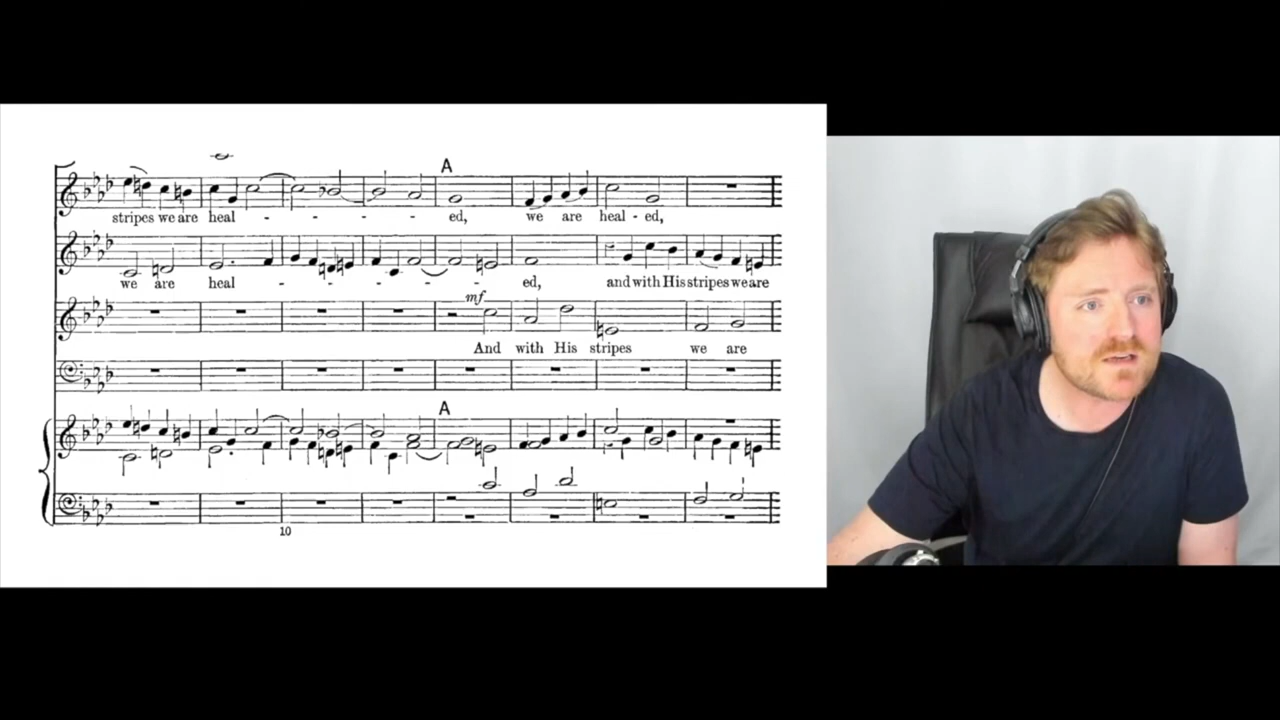 A
stripes we are heal - - - - ed, we are heal - ed,
we are heal - - - - ed, and with His stripes we are
mf
And with His stripes we are
A
10